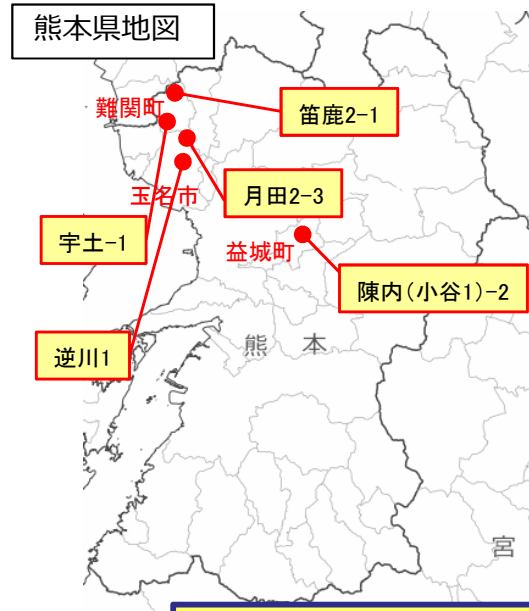 熊本県地図
難関町
笛鹿2-1
玉名市
月田2-3
宇土-1
益城町
陳内(小谷1)-2
逆川1
熊 本
宮